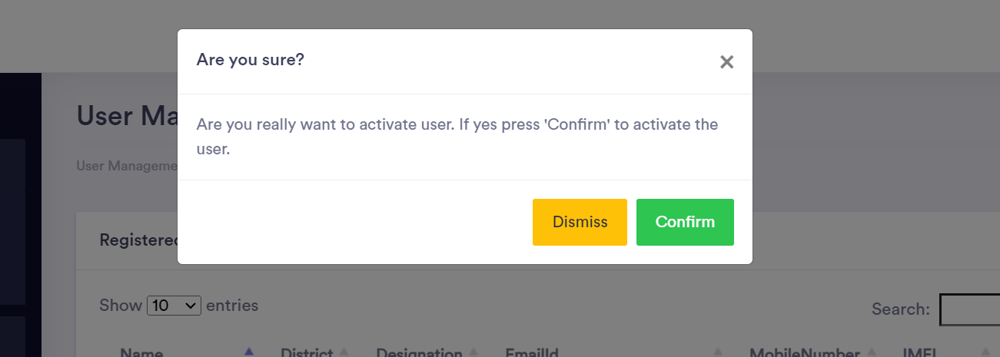 Are you sure?
×
User Ma
Are you really want to activate user. If yes press 'Confirm' to activate the
user.
User Manageme
Dismiss
Confirm
Registered
Show 10 entries
Search:
Name District Designation EmailId MobileNumber IMEI